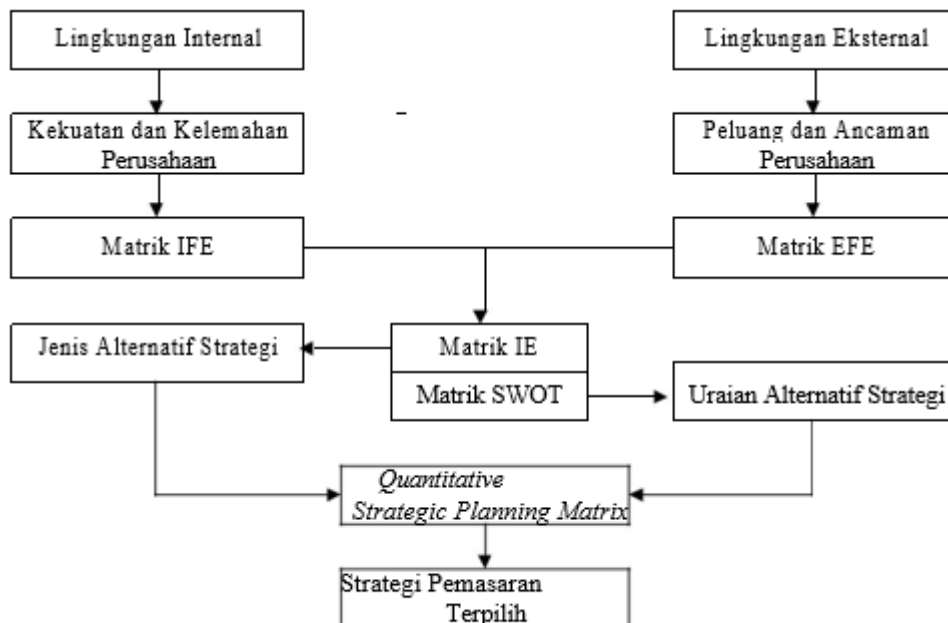 Lingkungan Internal
Lingkungan Eksternal
Kekuatan dan Kelemahan
Perusahaan
Peluang dan Ancaman
Perusahaan
Matrik IFE
Matrik EFE
Jenis Alternatif Strategi
Matrik IE
Matrik SWOT
Uraian Alternatif Strategi
Quantitative
Strategic Planning Matrix
Strategi Pemasaran
Terpilih